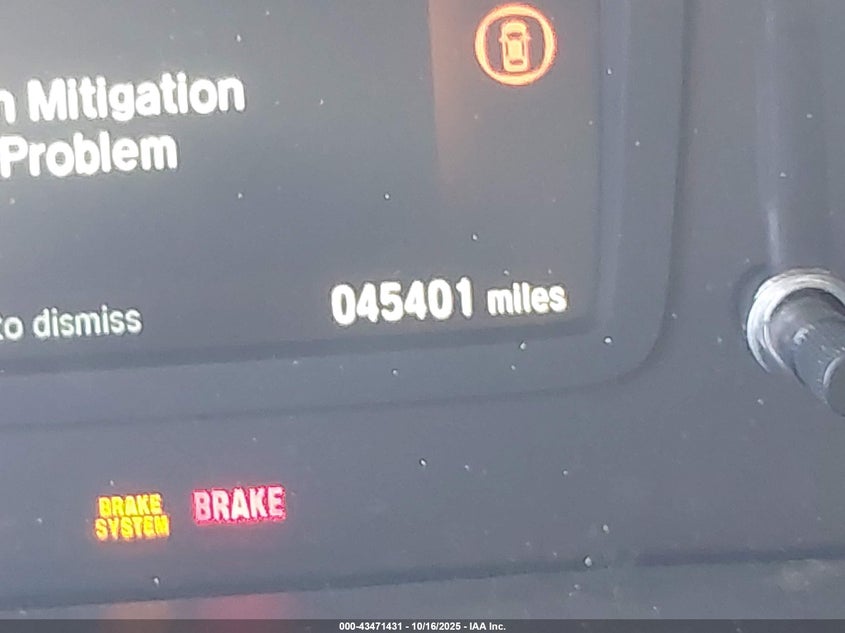 n Mitigation
Problem
to dismiss
045401 miles
BRAKE
SYSTEM
BRAKE
000-43471431 - 10/16/2025 - IAA Inc.